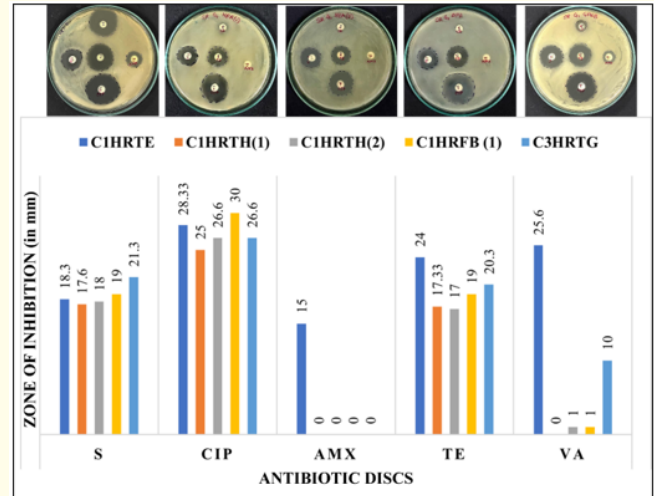 C1HRTE C1HRTH(1) C1HRTH(2) C1HRFB (1) C3HRTG
ZONE OF INHIBITION (in mm)
18.3 17.6 18 19 21.3
28.33 25 26.6 30 26.6
15 0 0 0 0
24 17.33 17 19 20.3
25.6 0 1 1 10
S CIP AMX TE VA
ANTIBIOTIC DISCS